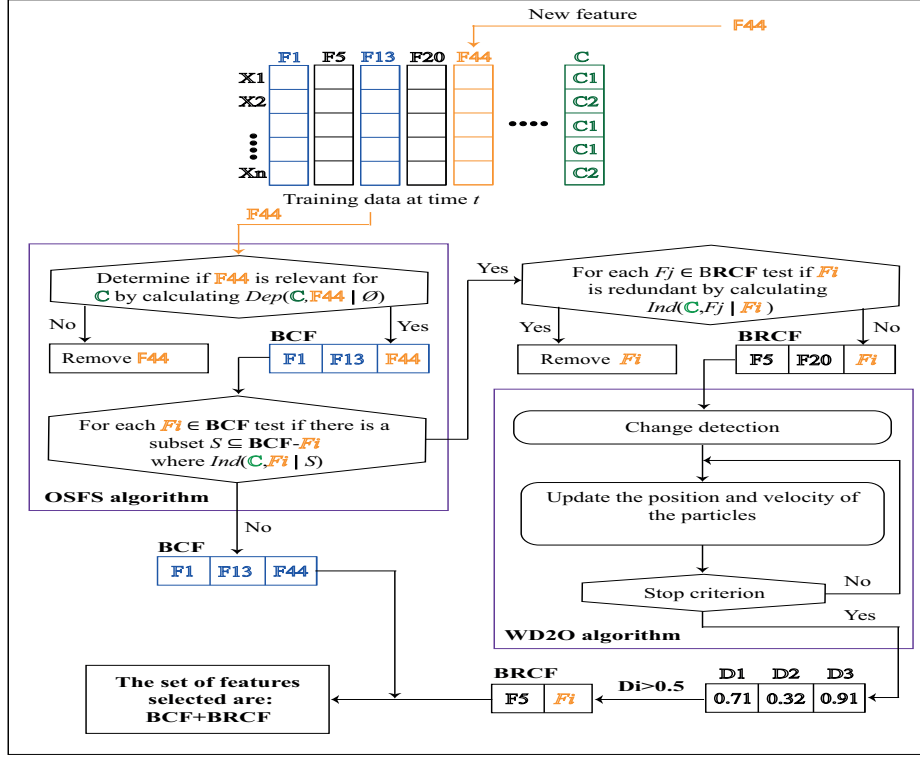 New feature
F44
F1 F5 F13 F20 F44 C
X1 C1
X2 C2
C1
C1
Xn C2
Training data at time t
F44
Determine if F44 is relevant for
C by calculating Dep(C,F44 | Ø)
No
Yes
Remove F44
BCF
F1 F13 F44
For each Fi ∈ BCF test if there is a
subset S ⊆ BCF-Fi
where Ind(C,Fi | S)
OSFS algorithm
Yes
No
For each Fj ∈ BRCF test if Fi
is redundant by calculating
Ind(C,Fj | Fi )
Yes
No
Remove Fi
BRCF
F5 F20 Fi
Change detection
Update the position and velocity of
the particles
Stop criterion
No
Yes
WD2O algorithm
BCF
F1 F13 F44
D1 D2 D3
0.71 0.32 0.91
Di>0.5
BRCF
F5 Fi
The set of features
selected are:
BCF+BRCF